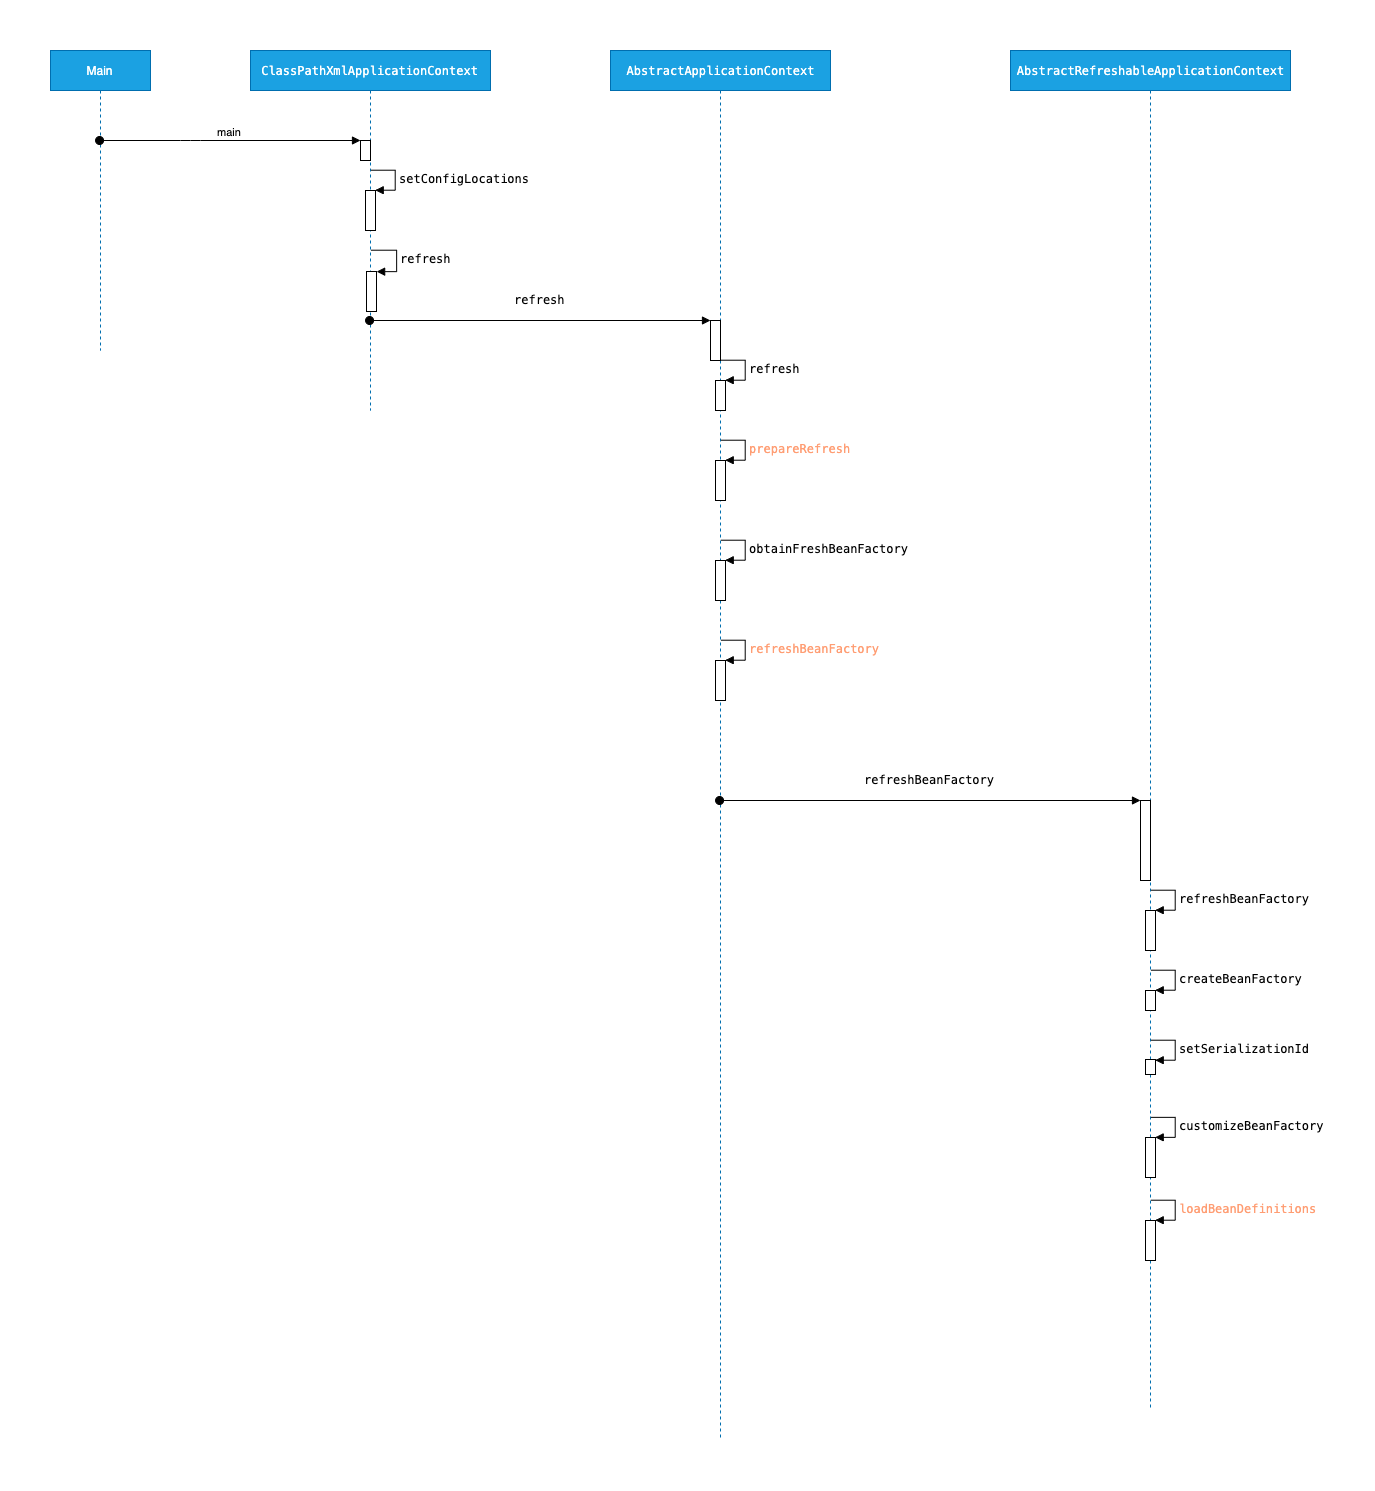 Main
ClassPathXmlApplicationContext
AbstractApplicationContext
AbstractRefreshableApplicationContext
main
setConfigLocations
refresh
refresh
refresh
prepareRefresh
obtainFreshBeanFactory
refreshBeanFactory
refreshBeanFactory
refreshBeanFactory
createBeanFactory
setSerializationId
customizeBeanFactory
loadBeanDefinitions